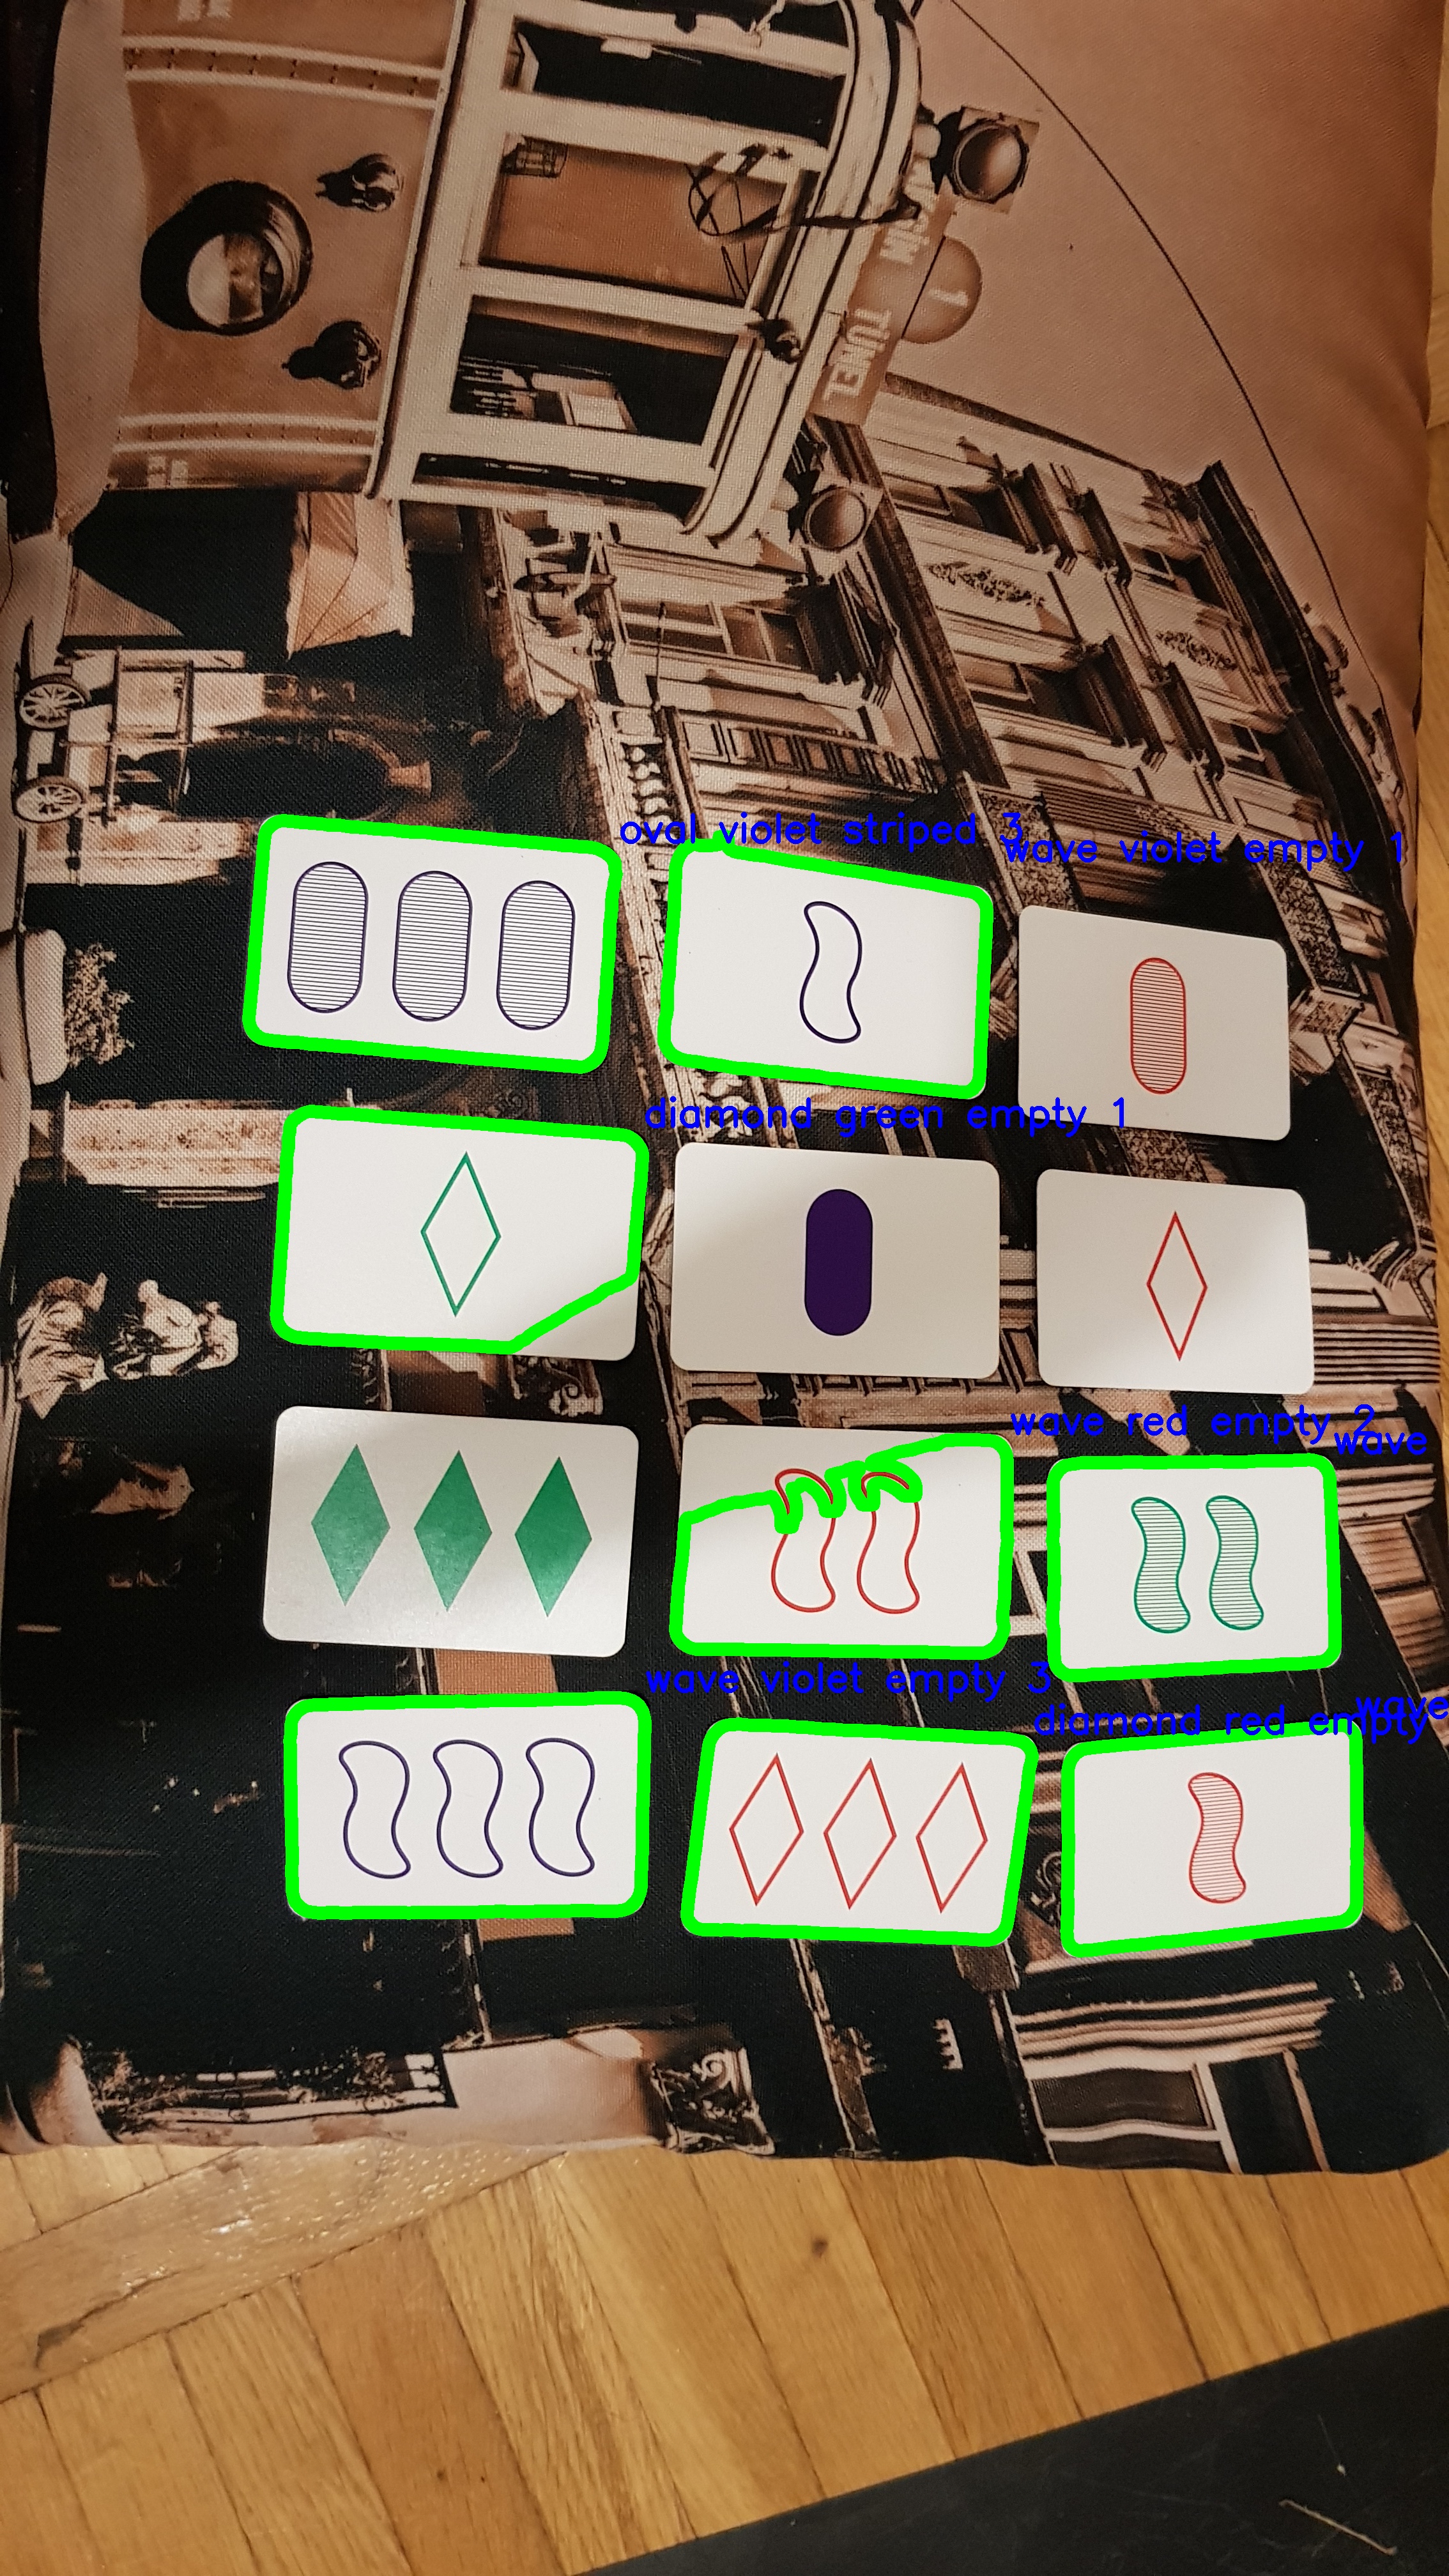 TÜNEL
1
oval violet striped 3
wave violet empty 1
diamond green empty 1
wave red empty 2
wave
wave violet empty 3
wave
diamond red empty